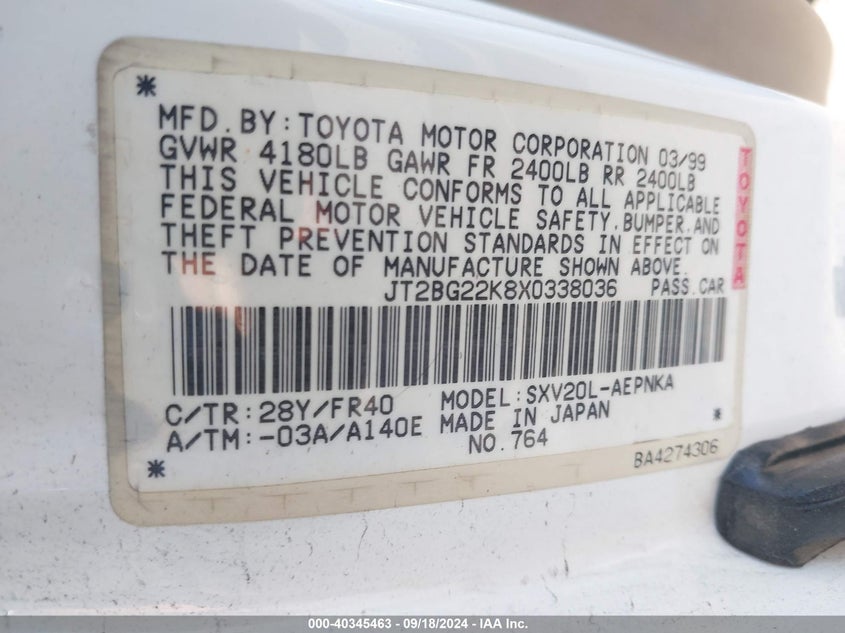 MFD.BY:TOYOTA MOTOR CORPORATION 03/99
GVWR 4180LB GAWR FR 2400LB RR 2400LB
THIS VEHICLE CONFORMS TO ALL APPLICABLE
FEDERAL MOTOR VEHICLE SAFETY,BUMPER,AND
THEFT PREVENTION STANDARDS IN EFFECT ON
THE DATE OF MANUFACTURE SHOWN ABOVE.
TOYOTA
JT2BG22K8X0338036 PASS.CAR
C/TR:28Y/FR40 MODEL:SXV20L-AEPNKA
A/TM:-03A/A140E MADE IN JAPAN
NO.764
BA4274306
000-40345463 - 09/18/2024 - IAA Inc.